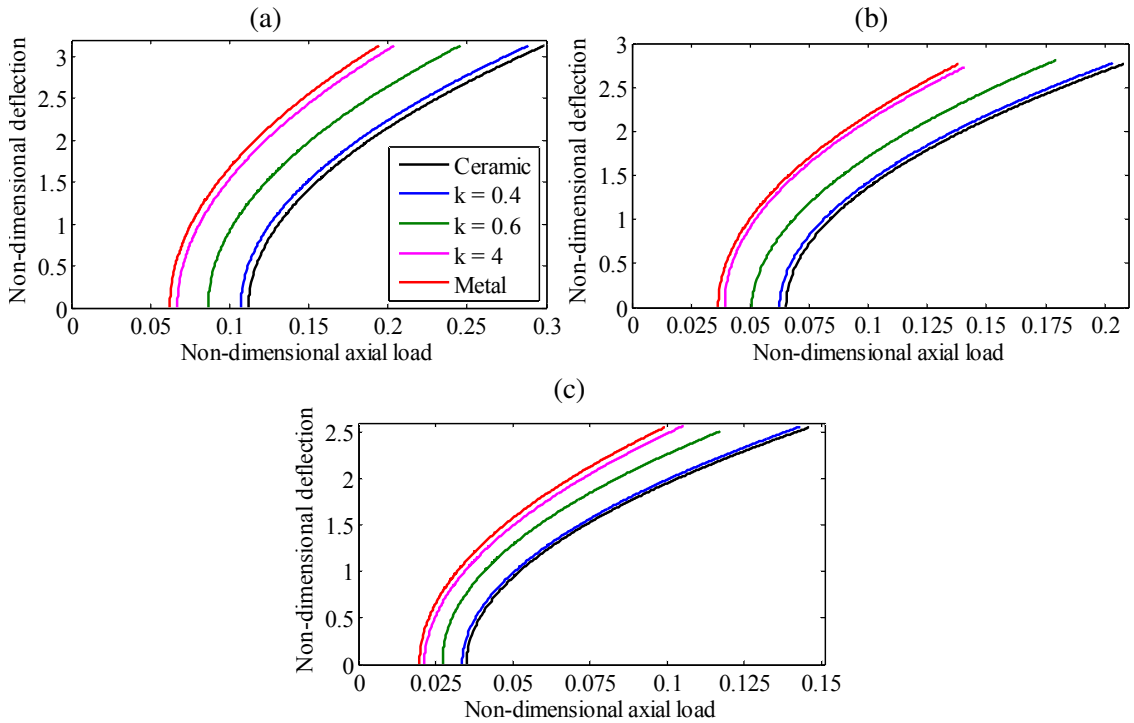 (a)
Non-dimensional deflection
3
2.5
2
1.5
1
0.5
0
0 0.05 0.1 0.15 0.2 0.25 0.3
Non-dimensional axial load
Ceramic
k = 0.4
k = 0.6
k = 4
Metal
(b)
Non-dimensional deflection
3
2.5
2
1.5
1
0.5
0
0 0.025 0.05 0.075 0.1 0.125 0.15 0.175 0.2
Non-dimensional axial load
(c)
Non-dimensional deflection
2.5
2
1.5
1
0.5
0
0 0.025 0.05 0.075 0.1 0.125 0.15
Non-dimensional axial load